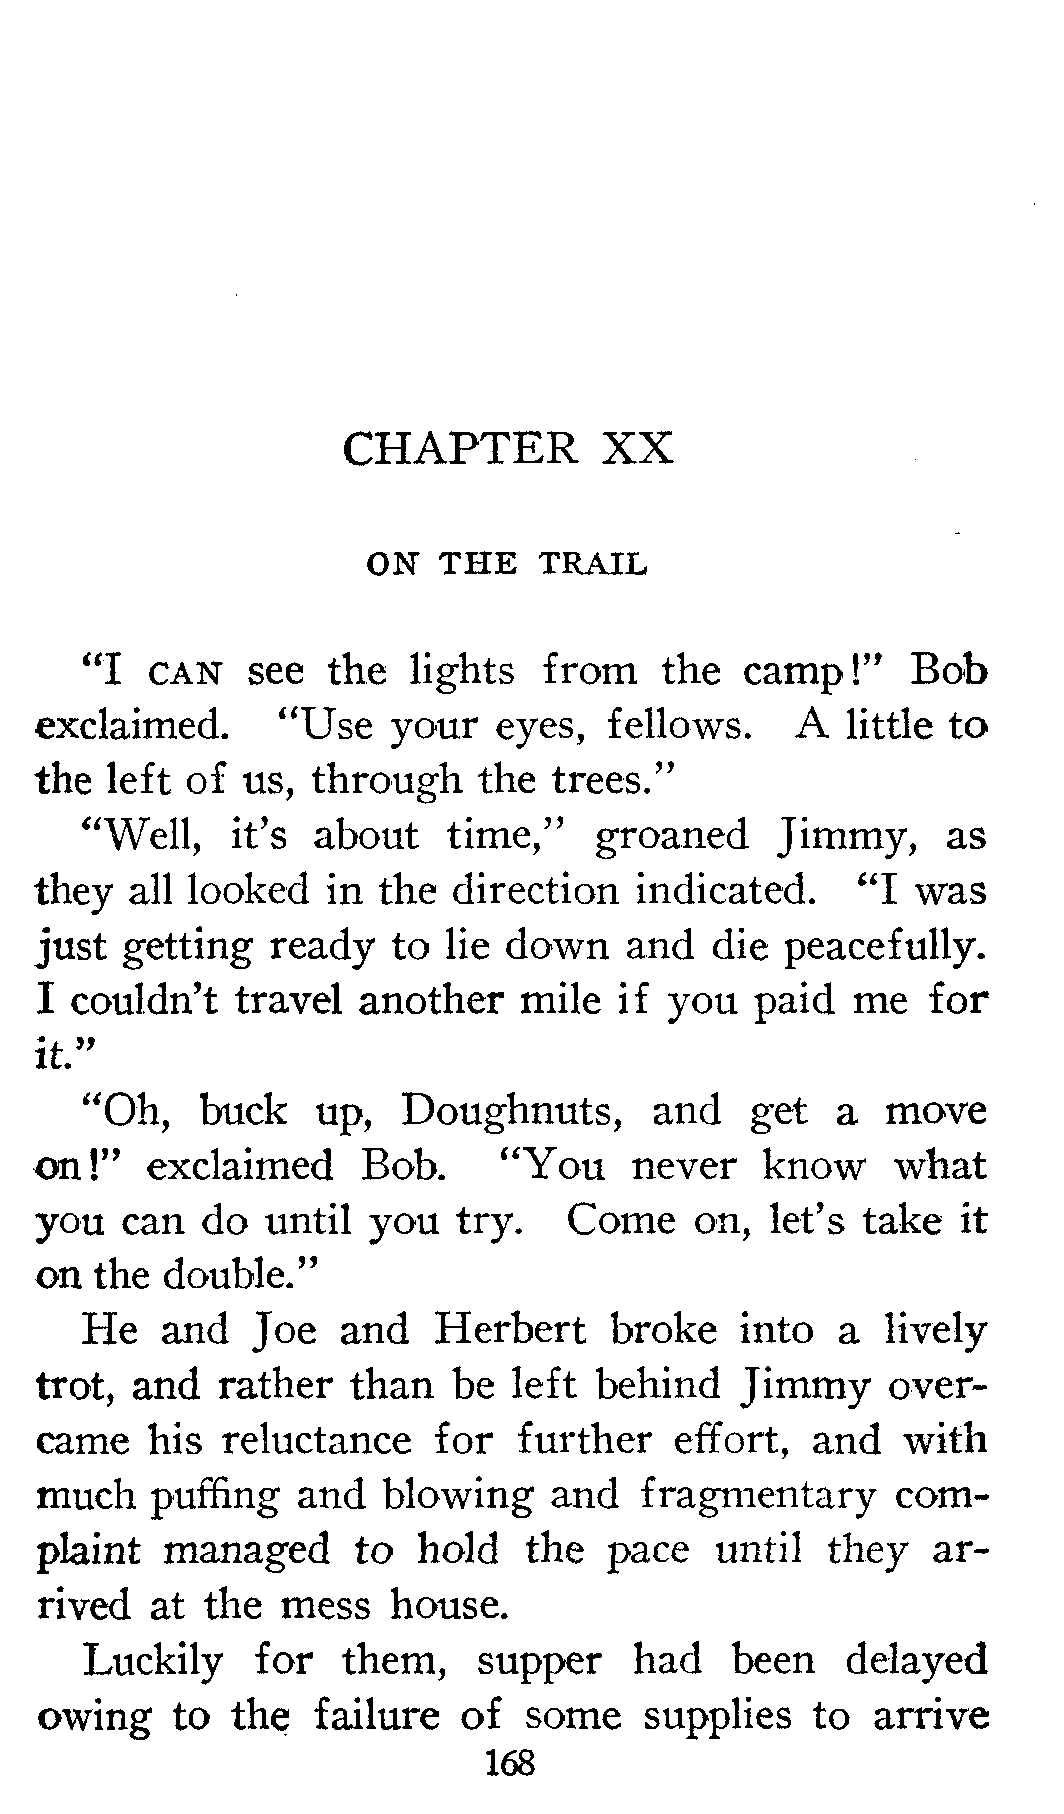 CHAPTER XX
ON THE TRAIL
“I CAN see the lights from the camp!” Bob
exclaimed. “Use your eyes, fellows. A little to
the left of us, through the trees.”
“Well, it’s about time,” groaned Jimmy, as
they all looked in the direction indicated. “I was
just getting ready to lie down and die peacefully.
I couldn’t travel another mile if you paid me for
it.”
“Oh, buck up, Doughnuts, and get a move
on!” exclaimed Bob. “You never know what
you can do until you try. Come on, let’s take it
on the double.”
He and Joe and Herbert broke into a lively
trot, and rather than be left behind Jimmy over-
came his reluctance for further effort, and with
much puffing and blowing and fragmentary com-
plaint managed to hold the pace until they ar-
rived at the mess house.
Luckily for them, supper had been delayed
owing to the failure of some supplies to arrive
168